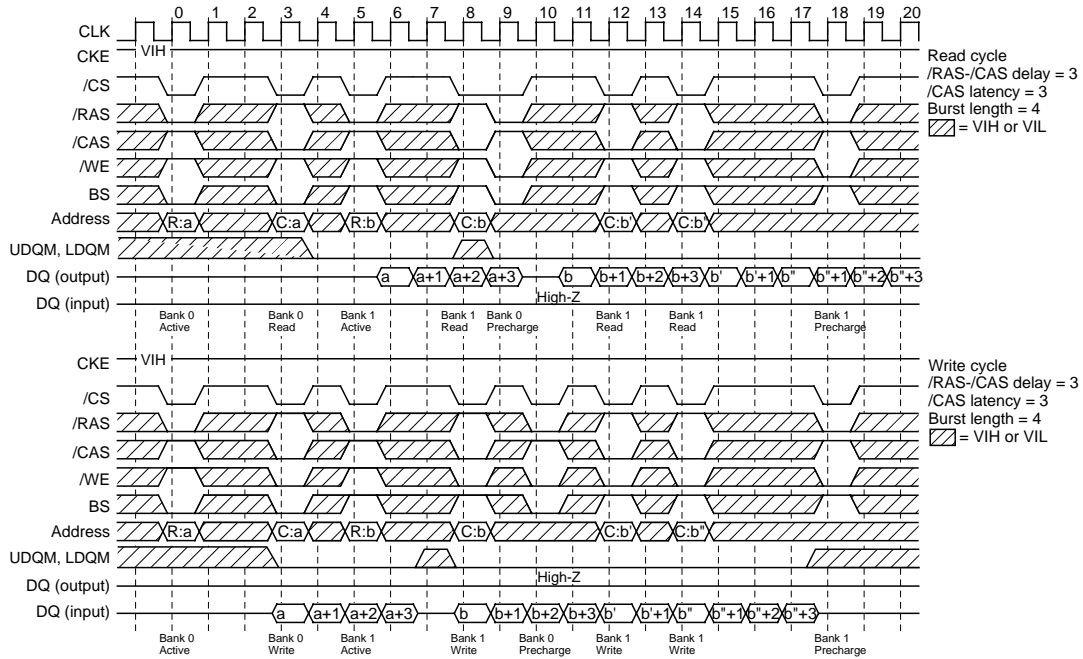 0 1 2 3 4 5 6 7 8 9 10 11 12 13 14 15 16 17 18 19 20
CLK
CKE VIH
/CS
/RAS
/CAS
/WE
BS
Address R:a C:a R:b C:b C:b' C:b'
UDQM, LDQM
DQ (output) a a+1 a+2 a+3 b b+1 b+2 b+3 b' b'+1 b" b"+1 b"+2 b"+3
High-Z
DQ (input)
Bank 0 Bank 0 Bank 1 Bank 1 Bank 0 Bank 1 Bank 1 Bank 1
Active Read Active Read Precharge Read Read Precharge
Read cycle
/RAS-/CAS delay = 3
/CAS latency = 3
Burst length = 4
= VIH or VIL
CKE VIH
/CS
/RAS
/CAS
/WE
BS
Address R:a C:a R:b C:b C:b' C:b"
UDQM, LDQM
High-Z
DQ (output)
DQ (input) a a+1 a+2 a+3 b b+1 b+2 b+3 b' b'+1 b" b"+1 b"+2 b"+3
Bank 0 Bank 0 Bank 1 Bank 1 Bank 0 Bank 1 Bank 1 Bank 1
Active Write Active Write Precharge Write Write Precharge
Write cycle
/RAS-/CAS delay = 3
/CAS latency = 3
Burst length = 4
= VIH or VIL